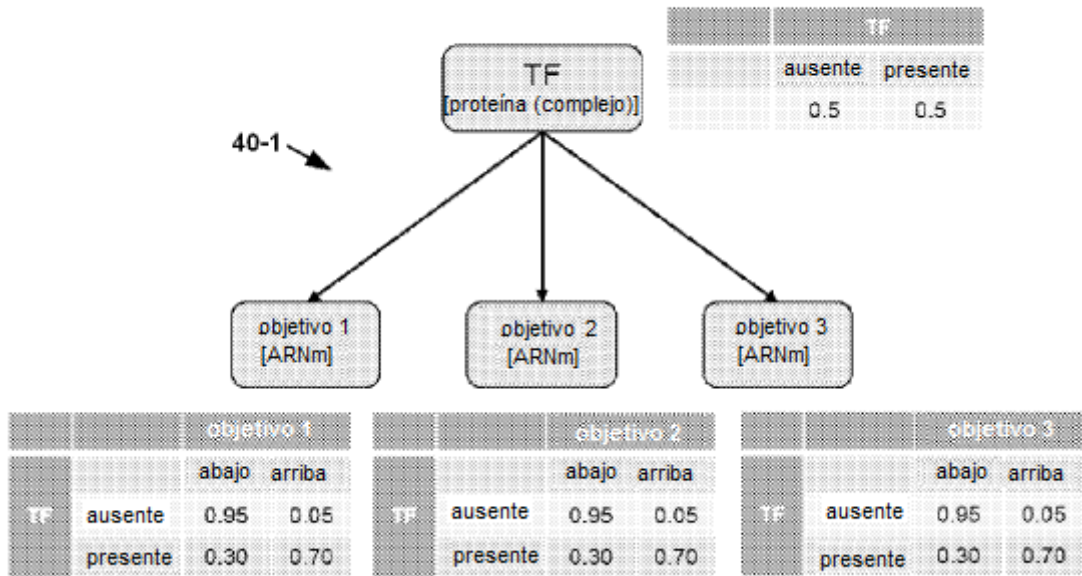 TF
ausente presente
0.5 0.5
TF
[proteína (complejo)]
40-1
objetivo 1
[ARNm]
objetivo 2
[ARNm]
objetivo 3
[ARNm]
objetivo 1
abajo arriba
TF ausente 0.95 0.05
presente 0.30 0.70
objetivo 2
abajo arriba
TF ausente 0.95 0.05
presente 0.30 0.70
objetivo 3
abajo arriba
TF ausente 0.95 0.05
presente 0.30 0.70